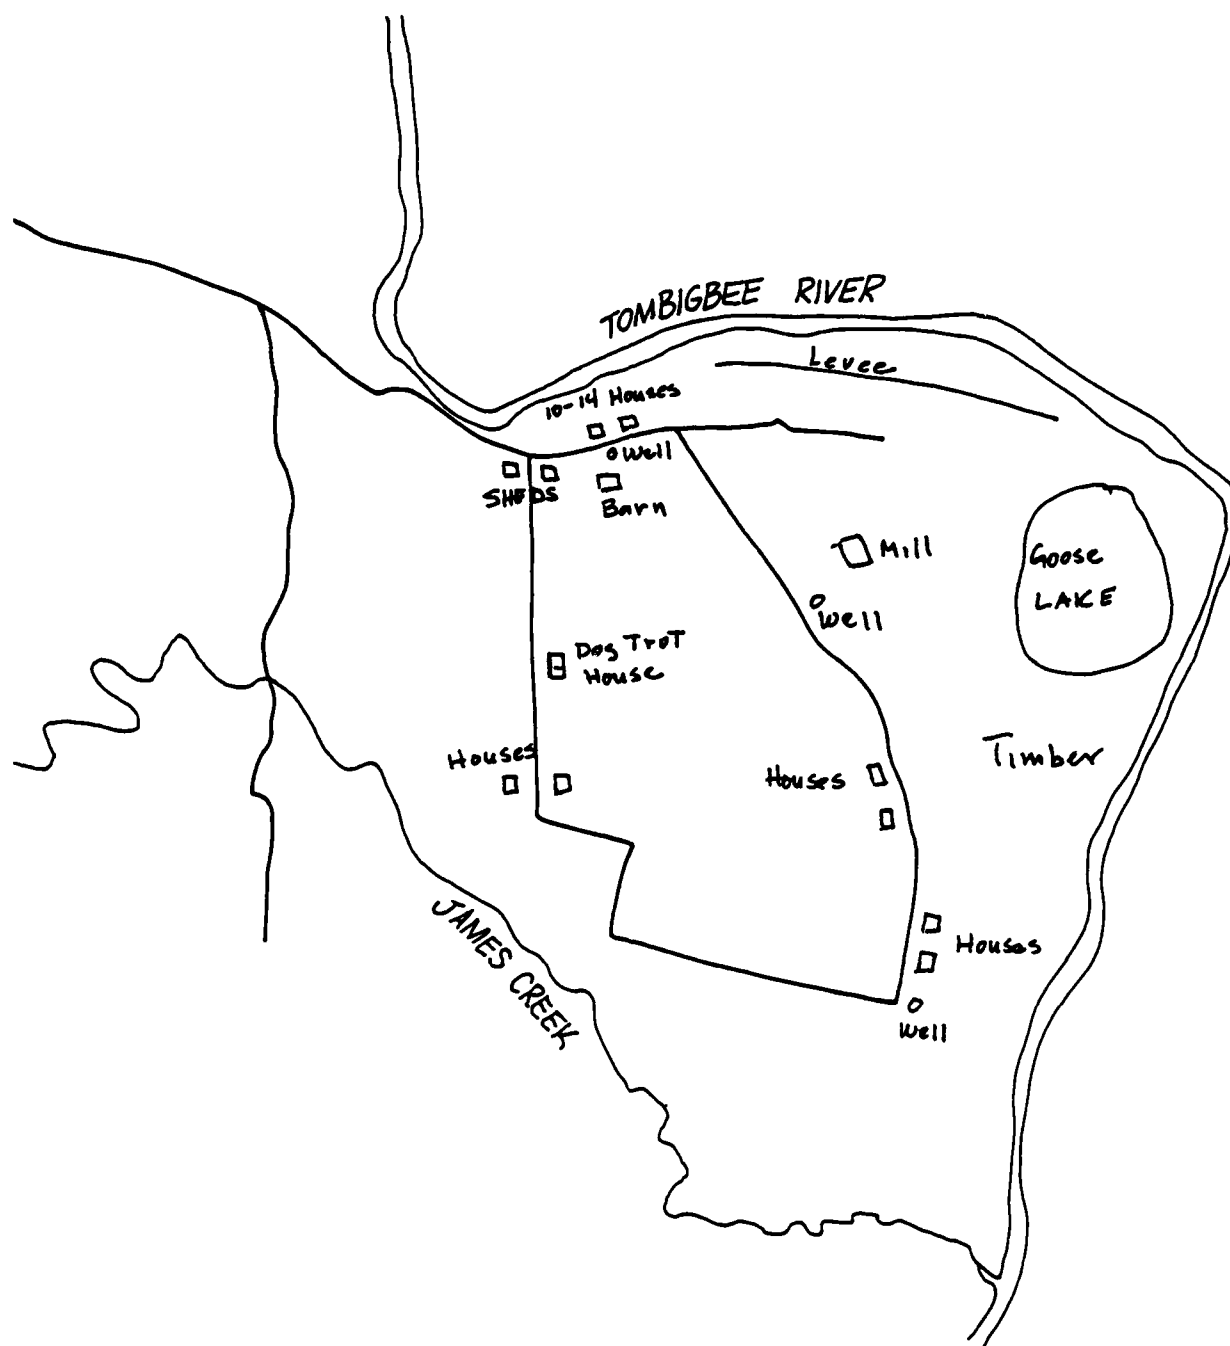 TOMBIGBEE RIVER
Levee
10-14 Houses
Well
SHEDS
Barn
Mill
Goose
LAKE
Well
Dog TroT
House
Timber
Houses
Houses
JAMES CREEK
Houses
Well